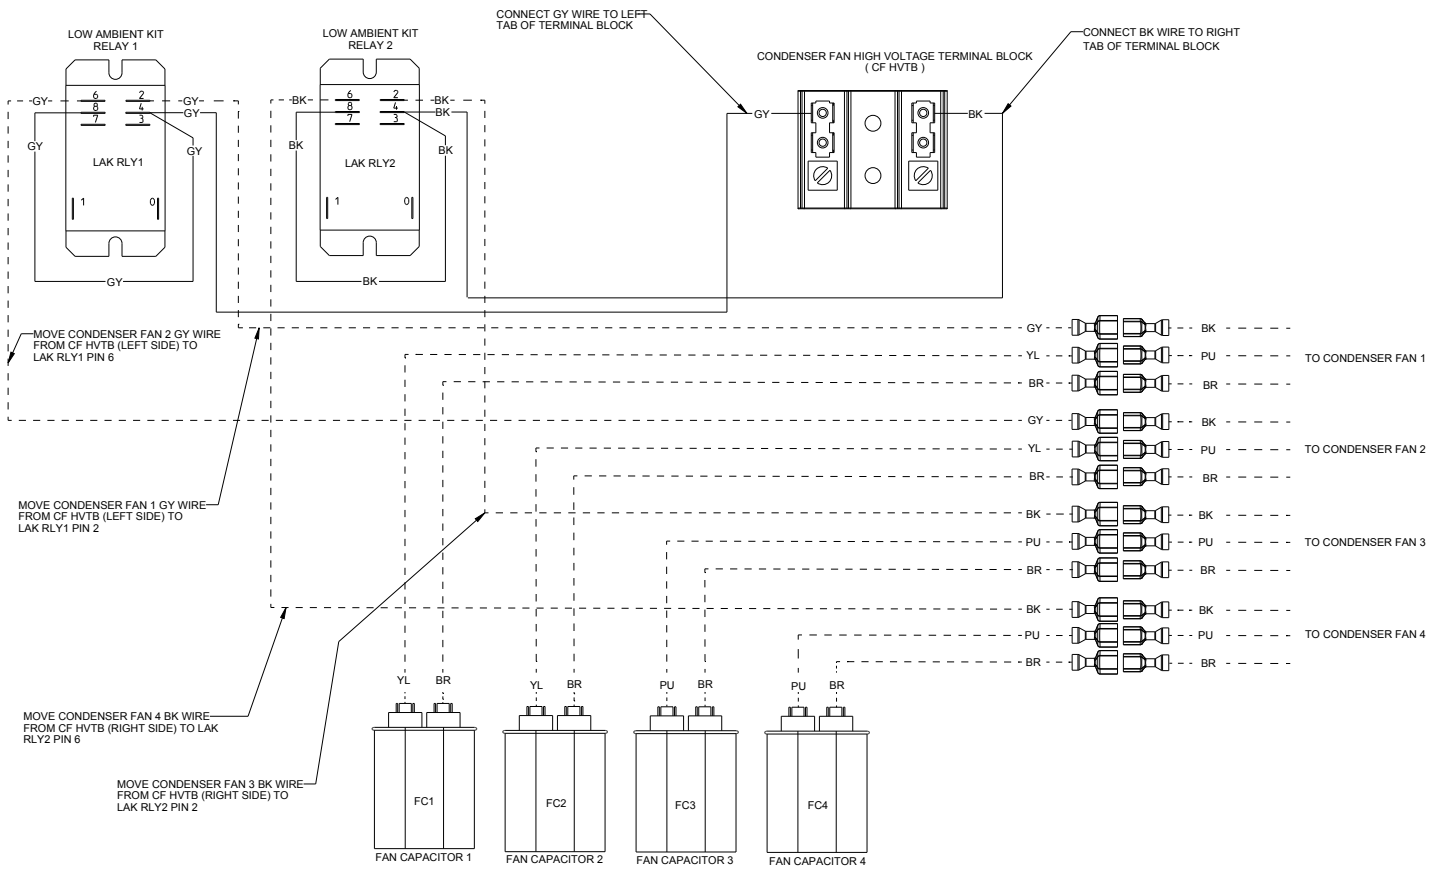 CONNECT GY WIRE TO LEFT
TAB OF TERMINAL BLOCK
LOW AMBIENT KIT
RELAY 1
LOW AMBIENT KIT
RELAY 2
CONNECT BK WIRE TO RIGHT
TAB OF TERMINAL BLOCK
CONDENSER FAN HIGH VOLTAGE TERMINAL BLOCK
( CF HVTB )
GY
6
2
GY
8
4
GY
7
3
GY
GY
LAK RLY1
1
0
GY
BK
6
2
BK
8
4
BK
7
3
BK
BK
LAK RLY2
1
0
BK
GY
BK
MOVE CONDENSER FAN 2 GY WIRE
FROM CF HVTB (LEFT SIDE) TO
LAK RLY1 PIN 6
GY
BK
YL
PU
TO CONDENSER FAN 1
BR
BR
GY
BK
YL
PU
TO CONDENSER FAN 2
BR
BR
MOVE CONDENSER FAN 1 GY WIRE
FROM CF HVTB (LEFT SIDE) TO
LAK RLY1 PIN 2
BK
BK
PU
PU
TO CONDENSER FAN 3
BR
BR
BK
BK
PU
PU
TO CONDENSER FAN 4
BR
BR
YL
BR
YL
BR
PU
BR
PU
BR
MOVE CONDENSER FAN 4 BK WIRE
FROM CF HVTB (RIGHT SIDE) TO LAK
RLY2 PIN 6
MOVE CONDENSER FAN 3 BK WIRE
FROM CF HVTB (RIGHT SIDE) TO
LAK RLY2 PIN 2
FC1
FC2
FC3
FC4
FAN CAPACITOR 1
FAN CAPACITOR 2
FAN CAPACITOR 3
FAN CAPACITOR 4